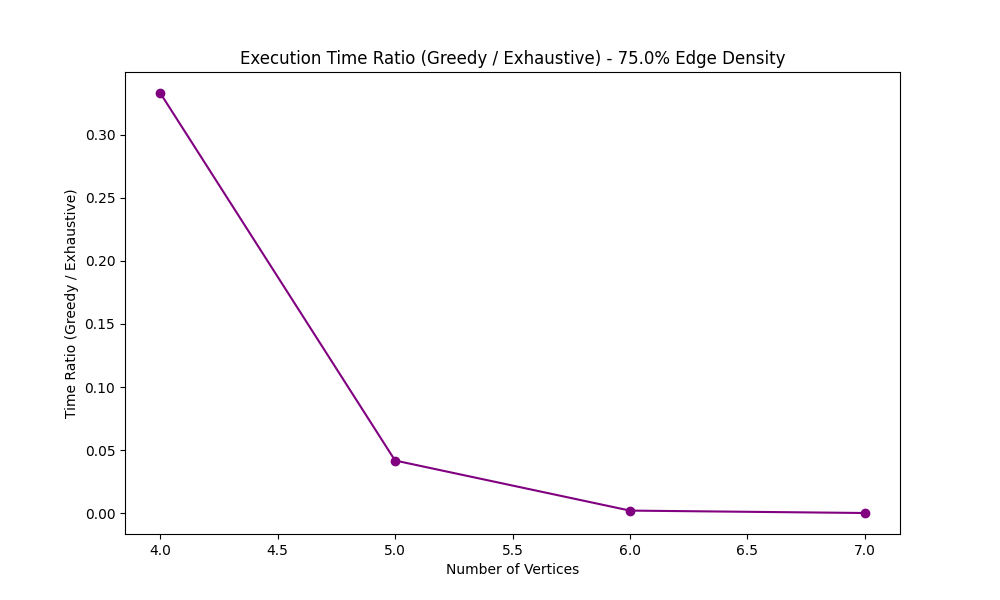 Execution Time Ratio (Greedy / Exhaustive) - 75.0% Edge Density
Time Ratio (Greedy / Exhaustive)
0.30
0.25
0.20
0.15
0.10
0.05
0.00
4.0 4.5 5.0 5.5 6.0 6.5 7.0
Number of Vertices